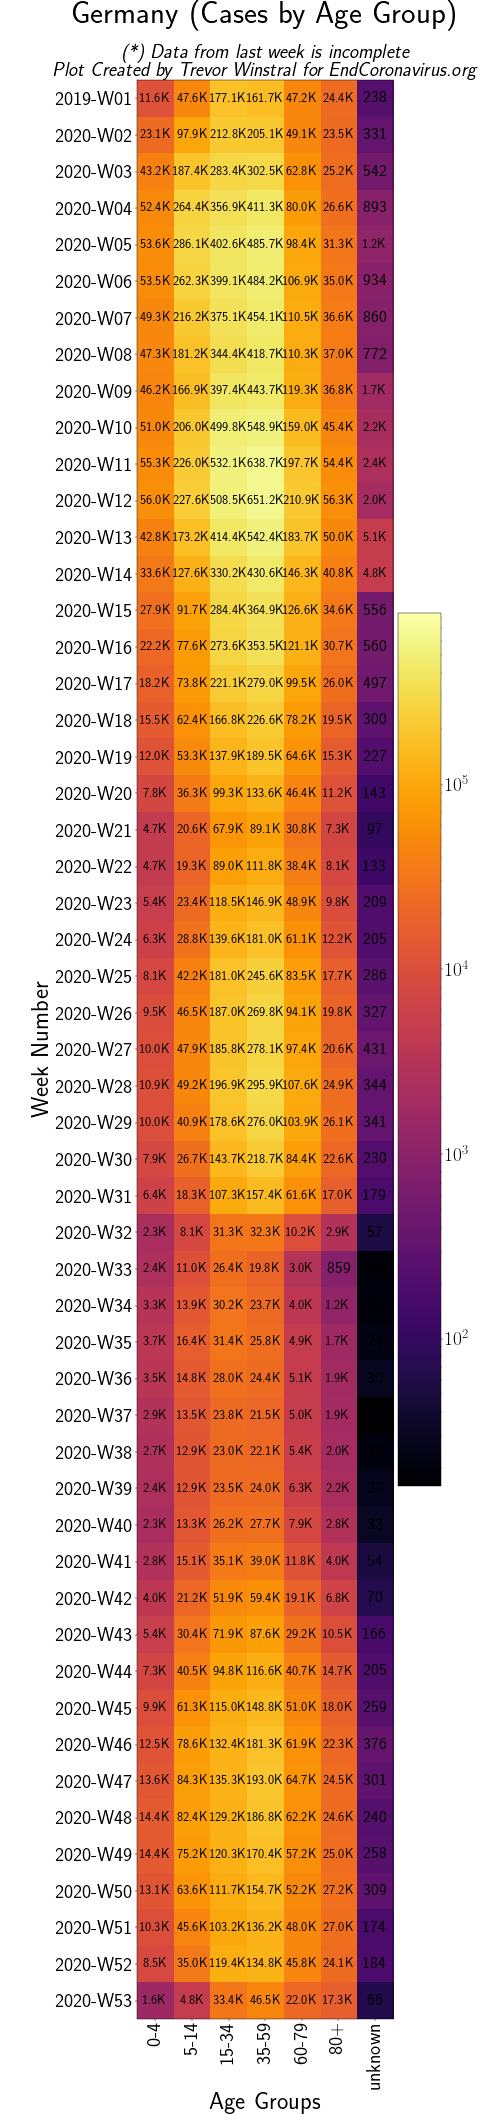 Germany (Cases by Age Group)
(*) Data from last week is incomplete
Plot Created by Trevor Winstral for EndCoronavirus.org
2019-W01 11.6K 47.6K 177.1K 161.7K 47.2K 24.4K 238
2020-W02 23.1K 97.9K 212.8K 205.1K 49.1K 23.5K 331
2020-W03 43.2K 187.4K 283.4K 302.5K 62.8K 25.2K 542
2020-W04 52.4K 264.4K 356.9K 411.3K 80.0K 26.6K 893
2020-W05 53.6K 286.1K 402.6K 485.7K 98.4K 31.3K 1.2K
2020-W06 53.5K 262.3K 399.1K 484.2K 106.9K 35.0K 934
2020-W07 49.3K 216.2K 375.1K 454.1K 110.5K 36.6K 860
2020-W08 47.3K 181.2K 344.4K 418.7K 110.3K 37.0K 772
2020-W09 46.2K 166.9K 397.4K 443.7K 119.3K 36.8K 1.7K
2020-W10 51.0K 206.0K 499.8K 548.9K 159.0K 45.4K 2.2K
2020-W11 55.3K 226.0K 532.1K 638.7K 197.7K 54.4K 2.4K
2020-W12 56.0K 227.6K 508.5K 651.2K 210.9K 56.3K 2.0K
2020-W13 42.8K 173.2K 414.4K 542.4K 183.7K 50.0K 5.1K
2020-W14 33.6K 127.6K 330.2K 430.6K 146.3K 40.8K 4.8K
2020-W15 27.9K 91.7K 284.4K 364.9K 126.6K 34.6K 556
2020-W16 22.2K 77.6K 273.6K 353.5K 121.1K 30.7K 560
2020-W17 18.2K 73.8K 221.1K 279.0K 99.5K 26.0K 497
2020-W18 15.5K 62.4K 166.8K 226.6K 78.2K 19.5K 300
2020-W19 12.0K 53.3K 137.9K 189.5K 64.6K 15.3K 227
2020-W20 7.8K 36.3K 99.3K 133.6K 46.4K 11.2K 143
2020-W21 4.7K 20.6K 67.9K 89.1K 30.8K 7.3K 97
2020-W22 4.7K 19.3K 89.0K 111.8K 38.4K 8.1K 133
2020-W23 5.4K 23.4K 118.5K 146.9K 48.9K 9.8K 209
2020-W24 6.3K 28.8K 139.6K 181.0K 61.1K 12.2K 205
2020-W25 8.1K 42.2K 181.0K 245.6K 83.5K 17.7K 286
2020-W26 9.5K 46.5K 187.0K 269.8K 94.1K 19.8K 327
2020-W27 10.0K 47.9K 185.8K 278.1K 97.4K 20.6K 431
2020-W28 10.9K 49.2K 196.9K 295.9K 107.6K 24.9K 344
2020-W29 10.0K 40.9K 178.6K 276.0K 103.9K 26.1K 341
2020-W30 7.9K 26.7K 143.7K 218.7K 84.4K 22.6K 230
2020-W31 6.4K 18.3K 107.3K 157.4K 61.6K 17.0K 179
2020-W32 2.3K 8.1K 31.3K 32.3K 10.2K 2.9K 57
2020-W33 2.4K 11.0K 26.4K 19.8K 3.0K 859
2020-W34 3.3K 13.9K 30.2K 23.7K 4.0K 1.2K
2020-W35 3.7K 16.4K 31.4K 25.8K 4.9K 1.7K
2020-W36 3.5K 14.8K 28.0K 24.4K 5.1K 1.9K 30
2020-W37 2.9K 13.5K 23.8K 21.5K 5.0K 1.9K
2020-W38 2.7K 12.9K 23.0K 22.1K 5.4K 2.0K
2020-W39 2.4K 12.9K 23.5K 24.0K 6.3K 2.2K
2020-W40 2.3K 13.3K 26.2K 27.7K 7.9K 2.8K 32
2020-W41 2.8K 15.1K 35.1K 39.0K 11.8K 4.0K 54
2020-W42 4.0K 21.2K 51.9K 59.4K 19.1K 6.8K 70
2020-W43 5.4K 30.4K 71.9K 87.6K 29.2K 10.5K 166
2020-W44 7.3K 40.5K 94.8K 116.6K 40.7K 14.7K 205
2020-W45 9.9K 61.3K 115.0K 148.8K 51.0K 18.0K 259
2020-W46 12.5K 78.6K 132.4K 181.3K 61.9K 22.3K 376
2020-W47 13.6K 84.3K 135.3K 193.0K 64.7K 24.5K 301
2020-W48 14.4K 82.4K 129.2K 186.8K 62.2K 24.6K 240
2020-W49 14.4K 75.2K 120.3K 170.4K 57.2K 25.0K 258
2020-W50 13.1K 63.6K 111.7K 154.7K 52.2K 27.2K 309
2020-W51 10.3K 45.6K 103.2K 136.2K 48.0K 27.0K 174
2020-W52 8.5K 35.0K 119.4K 134.8K 45.8K 24.1K 184
2020-W53 1.6K 4.8K 33.4K 46.5K 22.0K 17.3K 66
0-4 5-14 15-34 35-59 60-79 80+ unknown
Age Groups
Week Number
10⁵
10⁴
10³
10²